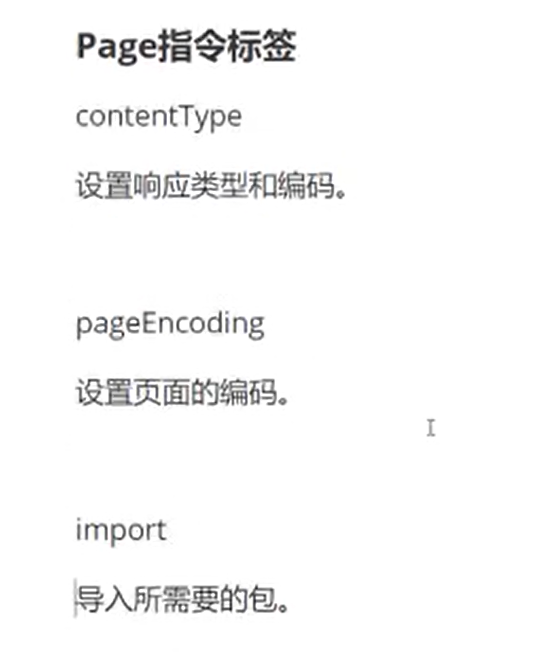 Page指令标签
contentType
设置响应类型和编码。
pageEncoding
设置页面的编码。
import
导入所需要的包。